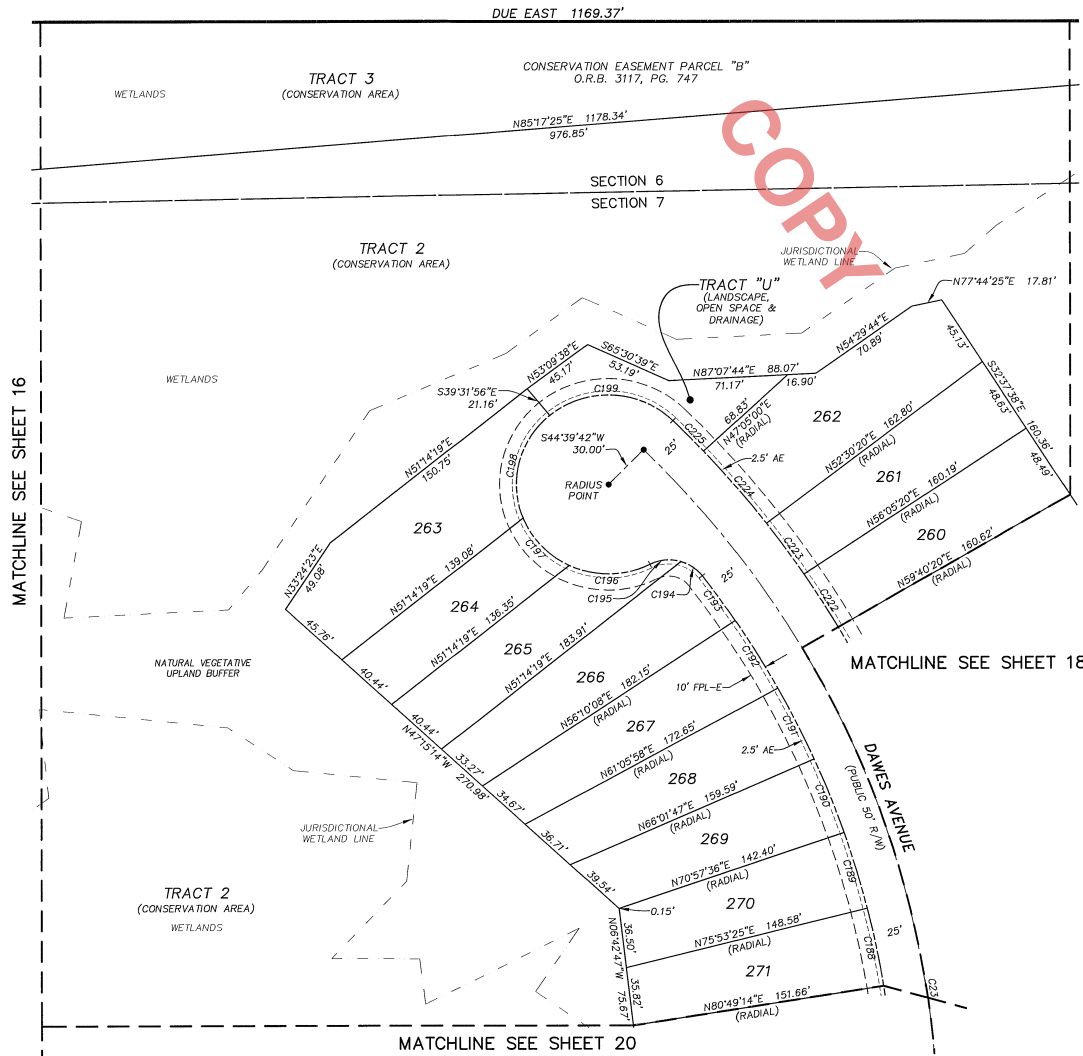 DUE EAST 1169.37'
TRACT 3
(CONSERVATION AREA)
WETLANDS
CONSERVATION EASEMENT PARCEL "B"
O.R.B. 3117, PG. 747
N85°17'25"E 1178.34'
976.85'
COPY
SECTION 6
SECTION 7
TRACT 2
(CONSERVATION AREA)
JURISDICTIONAL
WETLAND LINE
TRACT "U"
(LANDSCAPE,
OPEN SPACE &
DRAINAGE)
N77°44'25"E 17.81'
N54°29'44"E
70.89'
45.13'
S32°37'38"E 160.36'
48.63'
48.49'
N53°09'38"E
45.17'
S65°30'39"E
53.19'
N87°07'44"E 88.07'
71.17'
16.90'
S39°31'56"E
21.16'
C199
68.83'
N47°05'00"E
(RADIAL)
262
N52°30'20"E 162.80'
(RADIAL)
261
N56°05'20"E 160.19'
(RADIAL)
260
N59°40'20"E 160.62'
(RADIAL)
WETLANDS
MATCHLINE SEE SHEET 16
N51°14'19"E
150.75'
S44°39'42"W
30.00'
RADIUS
POINT
25'
C225
2.5' AE
C224
C223
C222
C198
C197
C196
C195
C194
25'
C193
C192
263
N33°24'23"E
49.08'
N51°14'19"E 139.08'
264
N51°14'19"E 136.35'
265
N51°14'19"E 183.91'
266
N56°10'08"E 182.15'
(RADIAL)
267
N61°05'58"E 172.65'
(RADIAL)
268
N66°01'47"E 159.59'
(RADIAL)
269
N70°57'36"E 142.40'
(RADIAL)
270
N75°53'25"E 148.58'
(RADIAL)
271
N80°49'14"E 151.66'
(RADIAL)
45.76'
40.44'
40.44'
N47°15'14"W 270.98'
33.27'
34.67'
36.71'
39.54'
0.15'
36.50'
N06°42'47"W 75.67'
35.82'
NATURAL VEGETATIVE
UPLAND BUFFER
MATCHLINE SEE SHEET 18
10' FPL-E
C191
2.5' AE
C190
C189
C188
25'
C23
DAWES AVENUE
(PUBLIC 50' R/W)
JURISDICTIONAL
WETLAND LINE
TRACT 2
(CONSERVATION AREA)
WETLANDS
MATCHLINE SEE SHEET 20